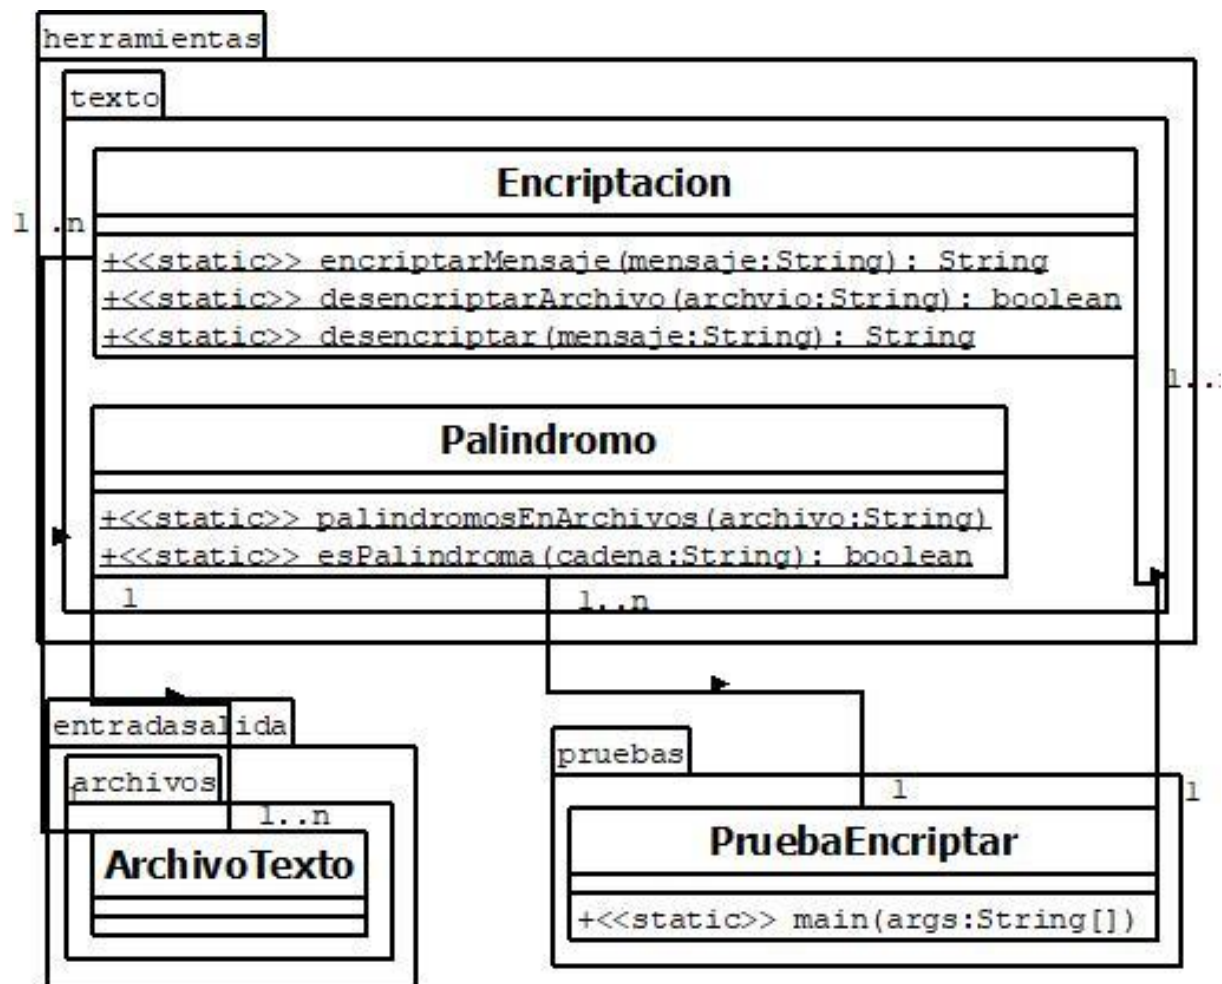 herramientas
texto
Encriptacion
1 .n
+<<static>> encriptarMensaje(mensaje:String): String
+<<static>> desencriptarArchivo(archvio:String): boolean
+<<static>> desencriptar(mensaje:String): String
1..
Palindromo
+<<static>> palindromosEnArchivos(archivo:String)
+<<static>> esPalindroma(cadena:String): boolean
1
1..n
entradasalida
pruebas
archivos
1
1
1..n
PruebaEncriptar
ArchivoTexto
+<<static>> main(args:String[])